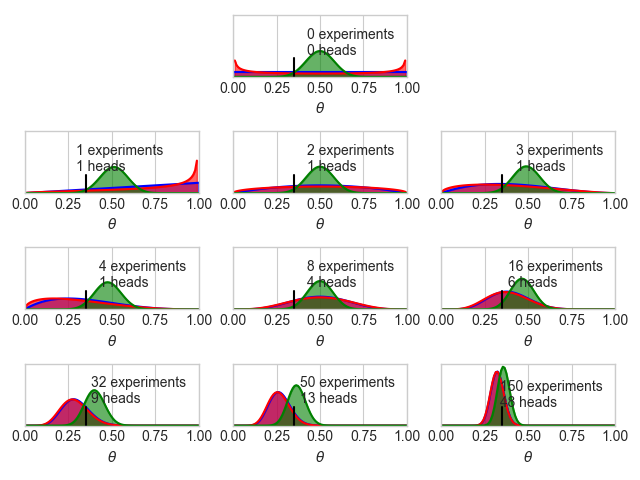 0 experiments
0 heads
0.00 0.25 0.50 0.75 1.00
θ
1 experiments
1 heads
0.00 0.25 0.50 0.75 1.00
θ
2 experiments
1 heads
0.00 0.25 0.50 0.75 1.00
θ
3 experiments
1 heads
0.00 0.25 0.50 0.75 1.00
θ
4 experiments
1 heads
0.00 0.25 0.50 0.75 1.00
θ
8 experiments
4 heads
0.00 0.25 0.50 0.75 1.00
θ
16 experiments
6 heads
0.00 0.25 0.50 0.75 1.00
θ
32 experiments
9 heads
0.00 0.25 0.50 0.75 1.00
θ
50 experiments
13 heads
0.00 0.25 0.50 0.75 1.00
θ
150 experiments
48 heads
0.00 0.25 0.50 0.75 1.00
θ